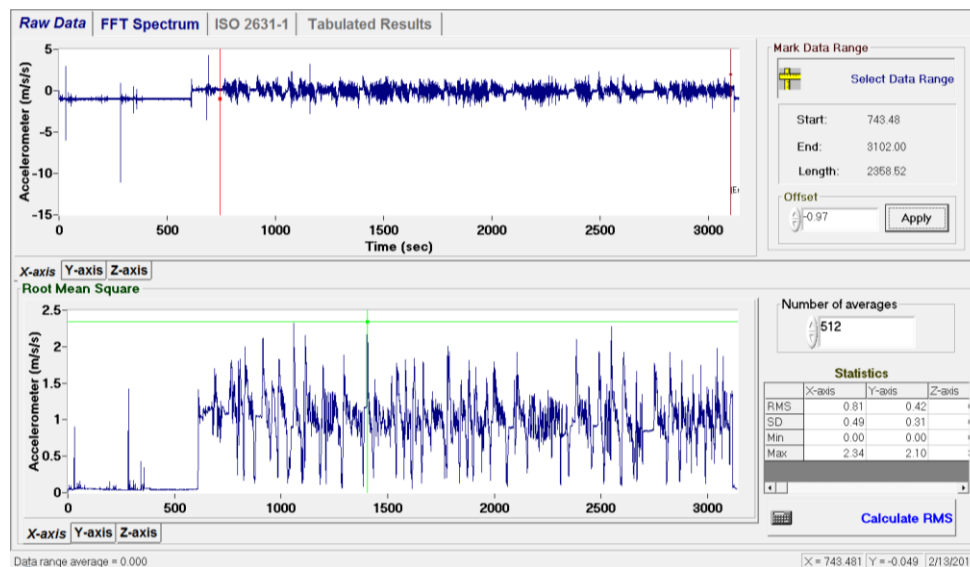 Raw Data FFT Spectrum ISO 2631-1 Tabulated Results
Accelerometer (m/s/s)
5
0
-5
-10
-15
0 500 1000 1500 2000 2500 3000
Time (sec)
Mark Data Range
Select Data Range
Start: 743.48
End: 3102.00
Length: 2358.52
Offset
-0.97 Apply
X-axis Y-axis Z-axis
Root Mean Square
Accelerometer (m/s/s)
2.5
2
1.5
1
0.5
0
0 500 1000 1500 2000 2500 3000
X-axis Y-axis Z-axis
Number of averages
512
Statistics
X-axis Y-axis Z-axis
RMS 0.81 0.42
SD 0.49 0.31
Min 0.00 0.00
Max 2.34 2.10
Calculate RMS
Data range average = 0.000
X = 743.481 Y = -0.049 2/13/201